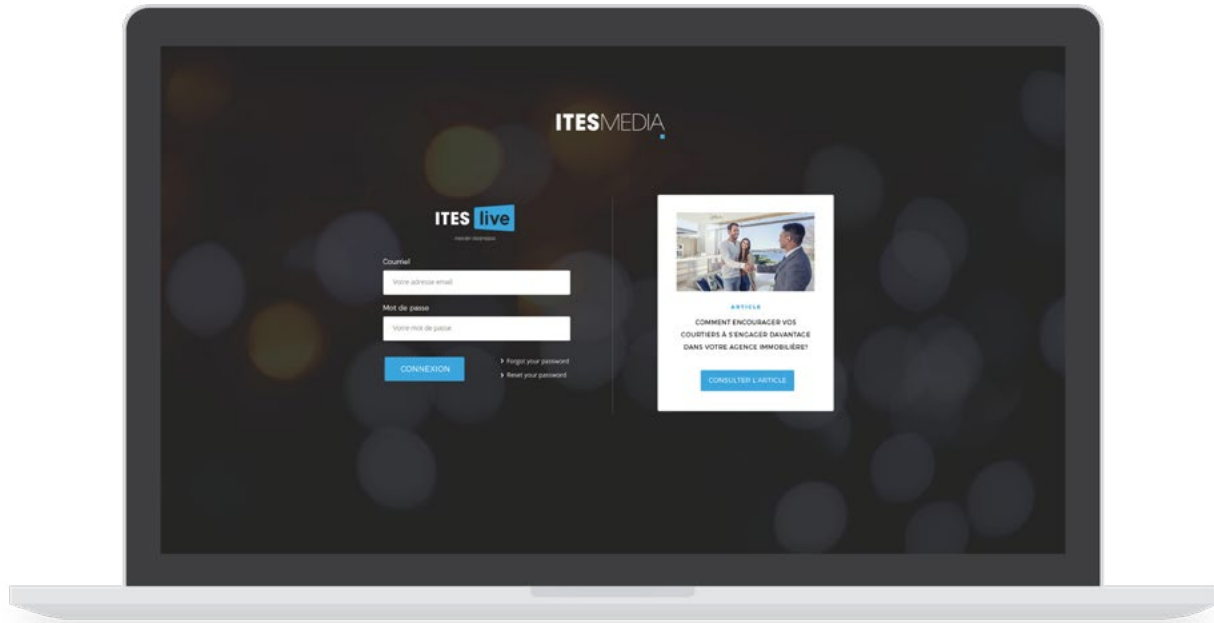 ITESMEDIA
ITES live
Courriel
Votre adresse email
Mot de passe
Votre mot de passe
CONNEXION
Forgot your password
Reset your password
ARTICLE
COMMENT ENCOURAGER VOS
COURTIERS À S'ENGAGER DAVANTAGE
DANS VOTRE AGENCE IMMOBILIÈRE?
CONSULTER L'ARTICLE